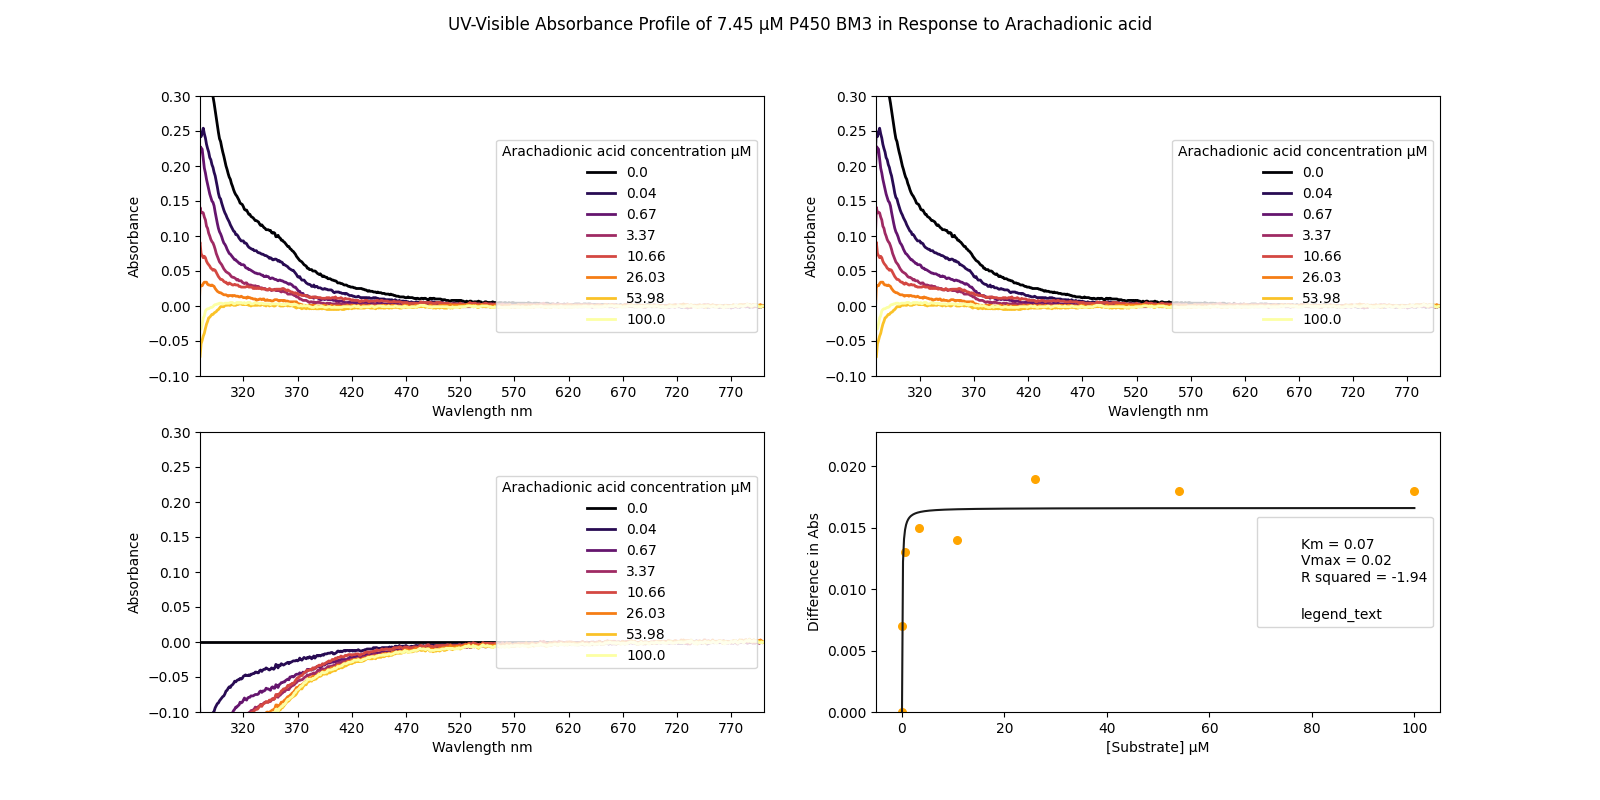 UV-Visible Absorbance Profile of 7.45 μM P450 BM3 in Response to Arachadionic acid
0.30
0.25
0.20
0.15
0.10
0.05
0.00
−0.05
−0.10
Absorbance
Arachadionic acid concentration μM
0.0
0.04
0.67
3.37
10.66
26.03
53.98
100.0
320 370 420 470 520 570 620 670 720 770
Wavlength nm
0.30
0.25
0.20
0.15
0.10
0.05
0.00
−0.05
−0.10
Absorbance
Arachadionic acid concentration μM
0.0
0.04
0.67
3.37
10.66
26.03
53.98
100.0
320 370 420 470 520 570 620 670 720 770
Wavlength nm
0.30
0.25
0.20
0.15
0.10
0.05
0.00
−0.05
−0.10
Absorbance
Arachadionic acid concentration μM
0.0
0.04
0.67
3.37
10.66
26.03
53.98
100.0
320 370 420 470 520 570 620 670 720 770
Wavlength nm
0.020
0.015
0.010
0.005
0.000
Difference in Abs
Km = 0.07
Vmax = 0.02
R squared = -1.94
legend_text
0 20 40 60 80 100
[Substrate] μM